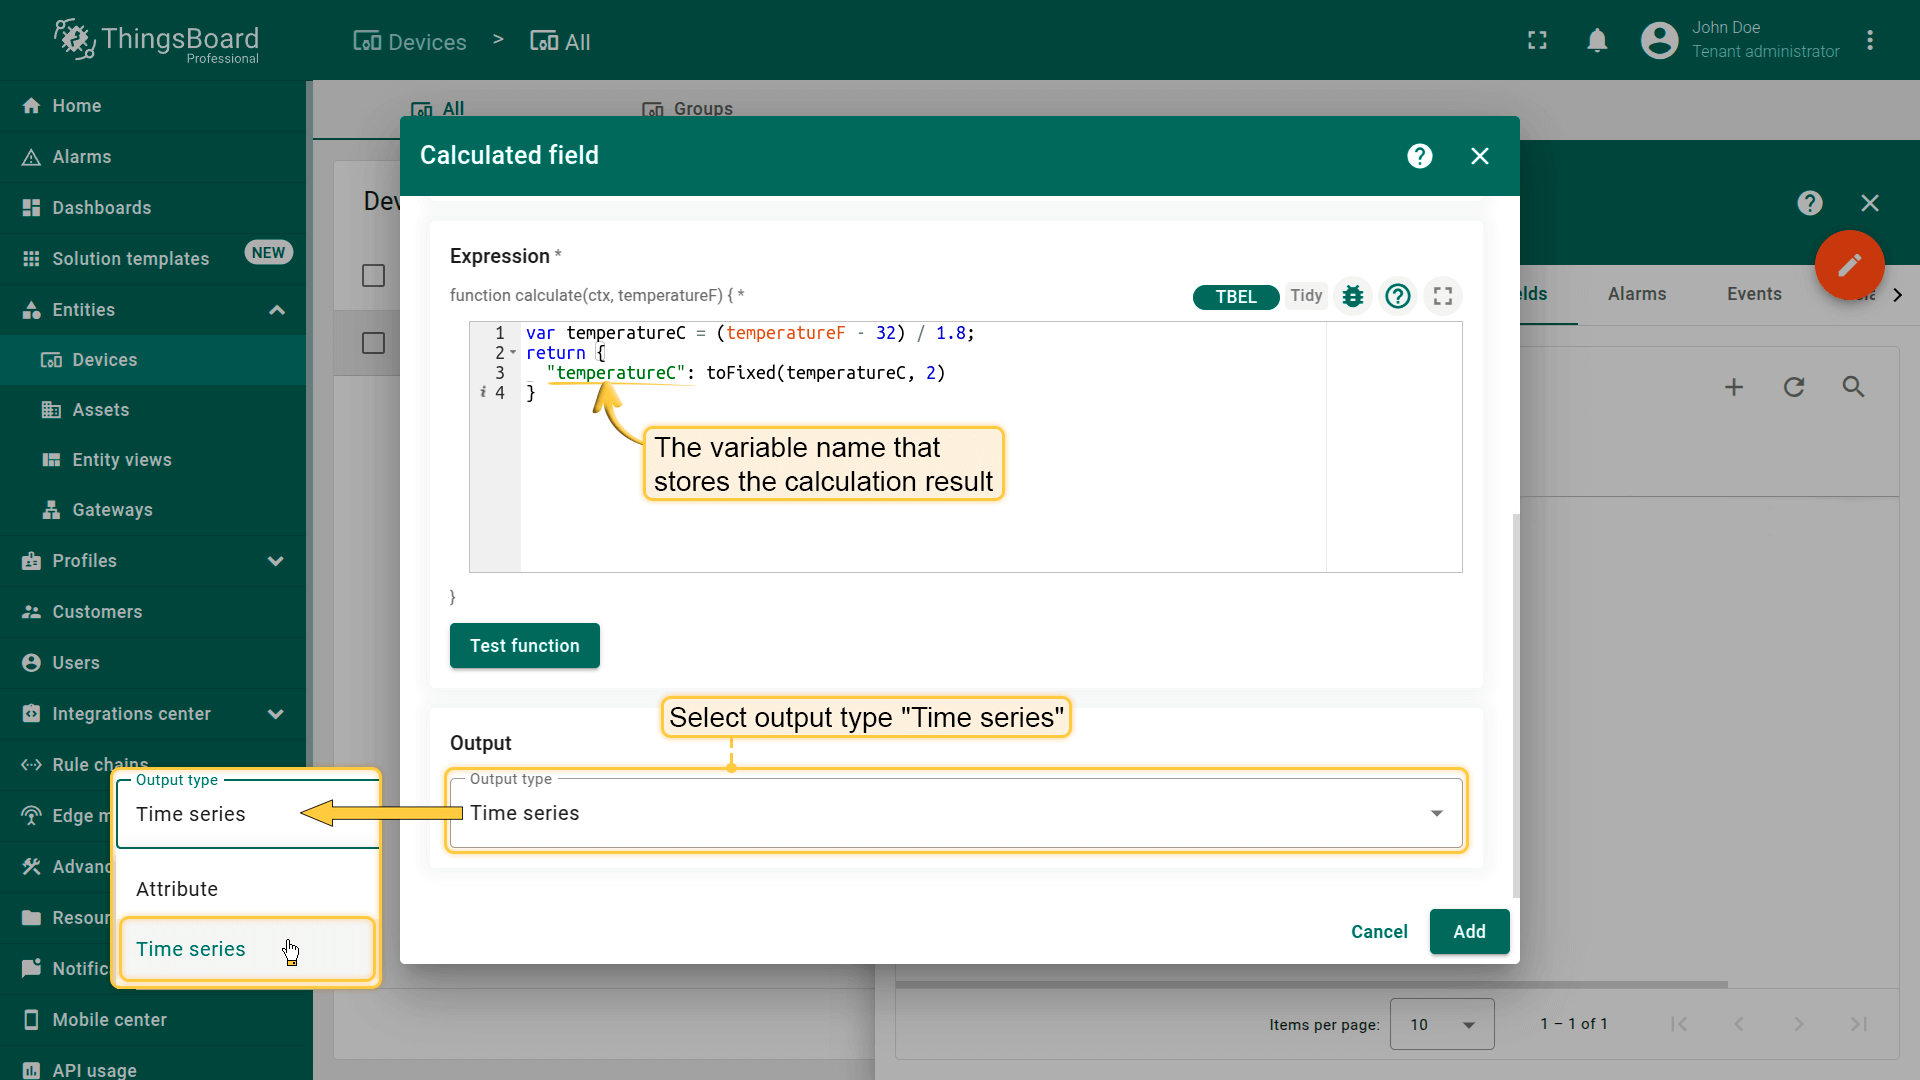 ThingsBoard
Professional
Devices > All
John Doe
Tenant administrator
Home
Alarms
Dashboards
Solution templates NEW
Entities
Devices
Assets
Entity views
Gateways
Profiles
Customers
Users
Integrations center
Rule chains
Edge m
Advanc
Resour
Notific
Mobile center
API usage
All
Groups
Dev
elds
Alarms
Events
Calculated field
Expression *
function calculate(ctx, temperatureF) { *
TBEL
Tidy
1 var temperatureC = (temperatureF - 32) / 1.8;
2 return {
3 "temperatureC": toFixed(temperatureC, 2)
i 4 }
The variable name that
stores the calculation result
}
Test function
Select output type "Time series"
Output
Output type
Time series
Output type
Time series
Attribute
Time series
Cancel
Add
Items per page: 10
1 – 1 of 1